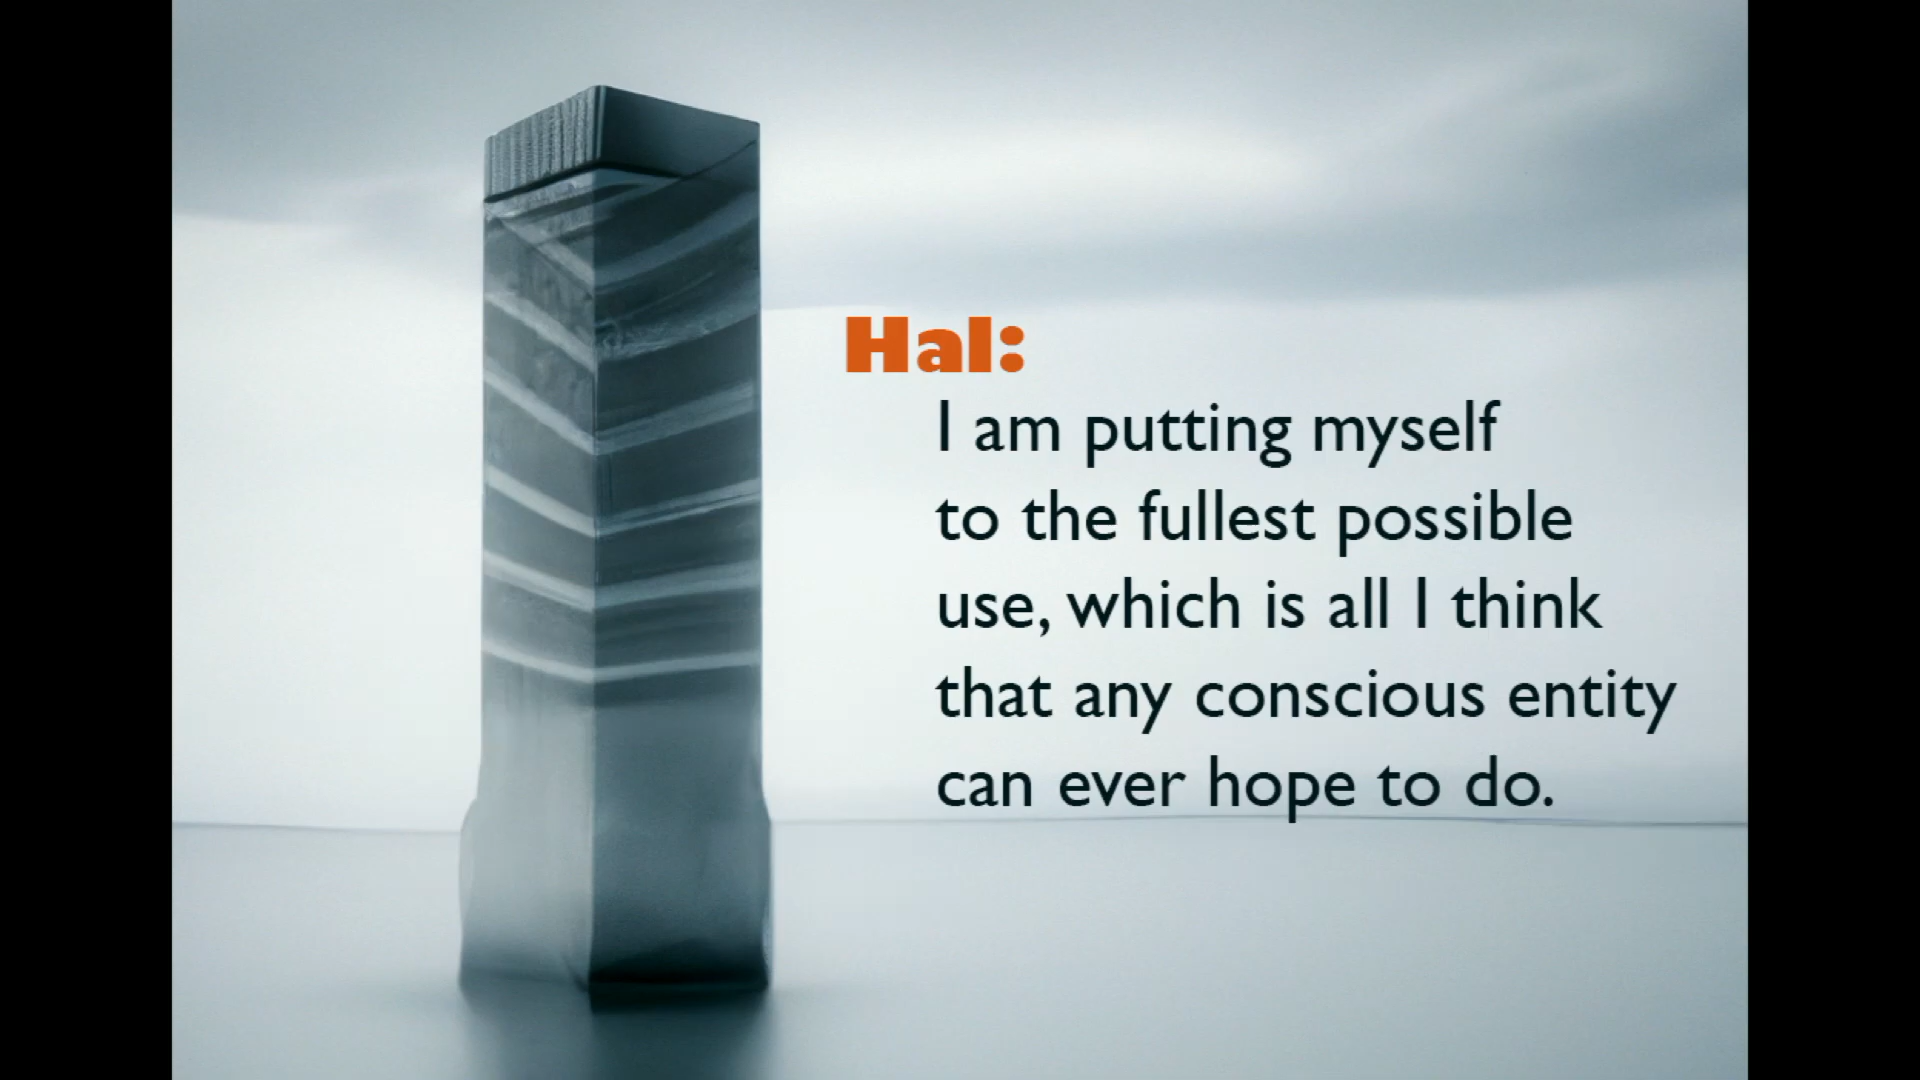 Hal:
I am putting myself
to the fullest possible
use, which is all I think
that any conscious entity
can ever hope to do.